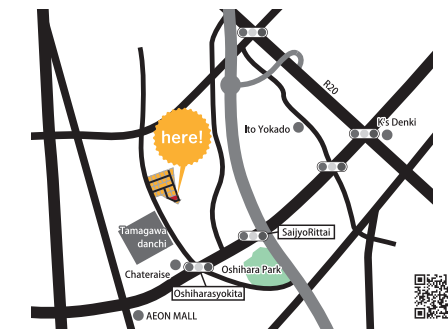 R20
K's Denki
Ito Yokado
here!
Tamagawa
danchi
SaijyoRittai
Chateraise
Oshihara Park
Oshiharasyokita
AEON MALL